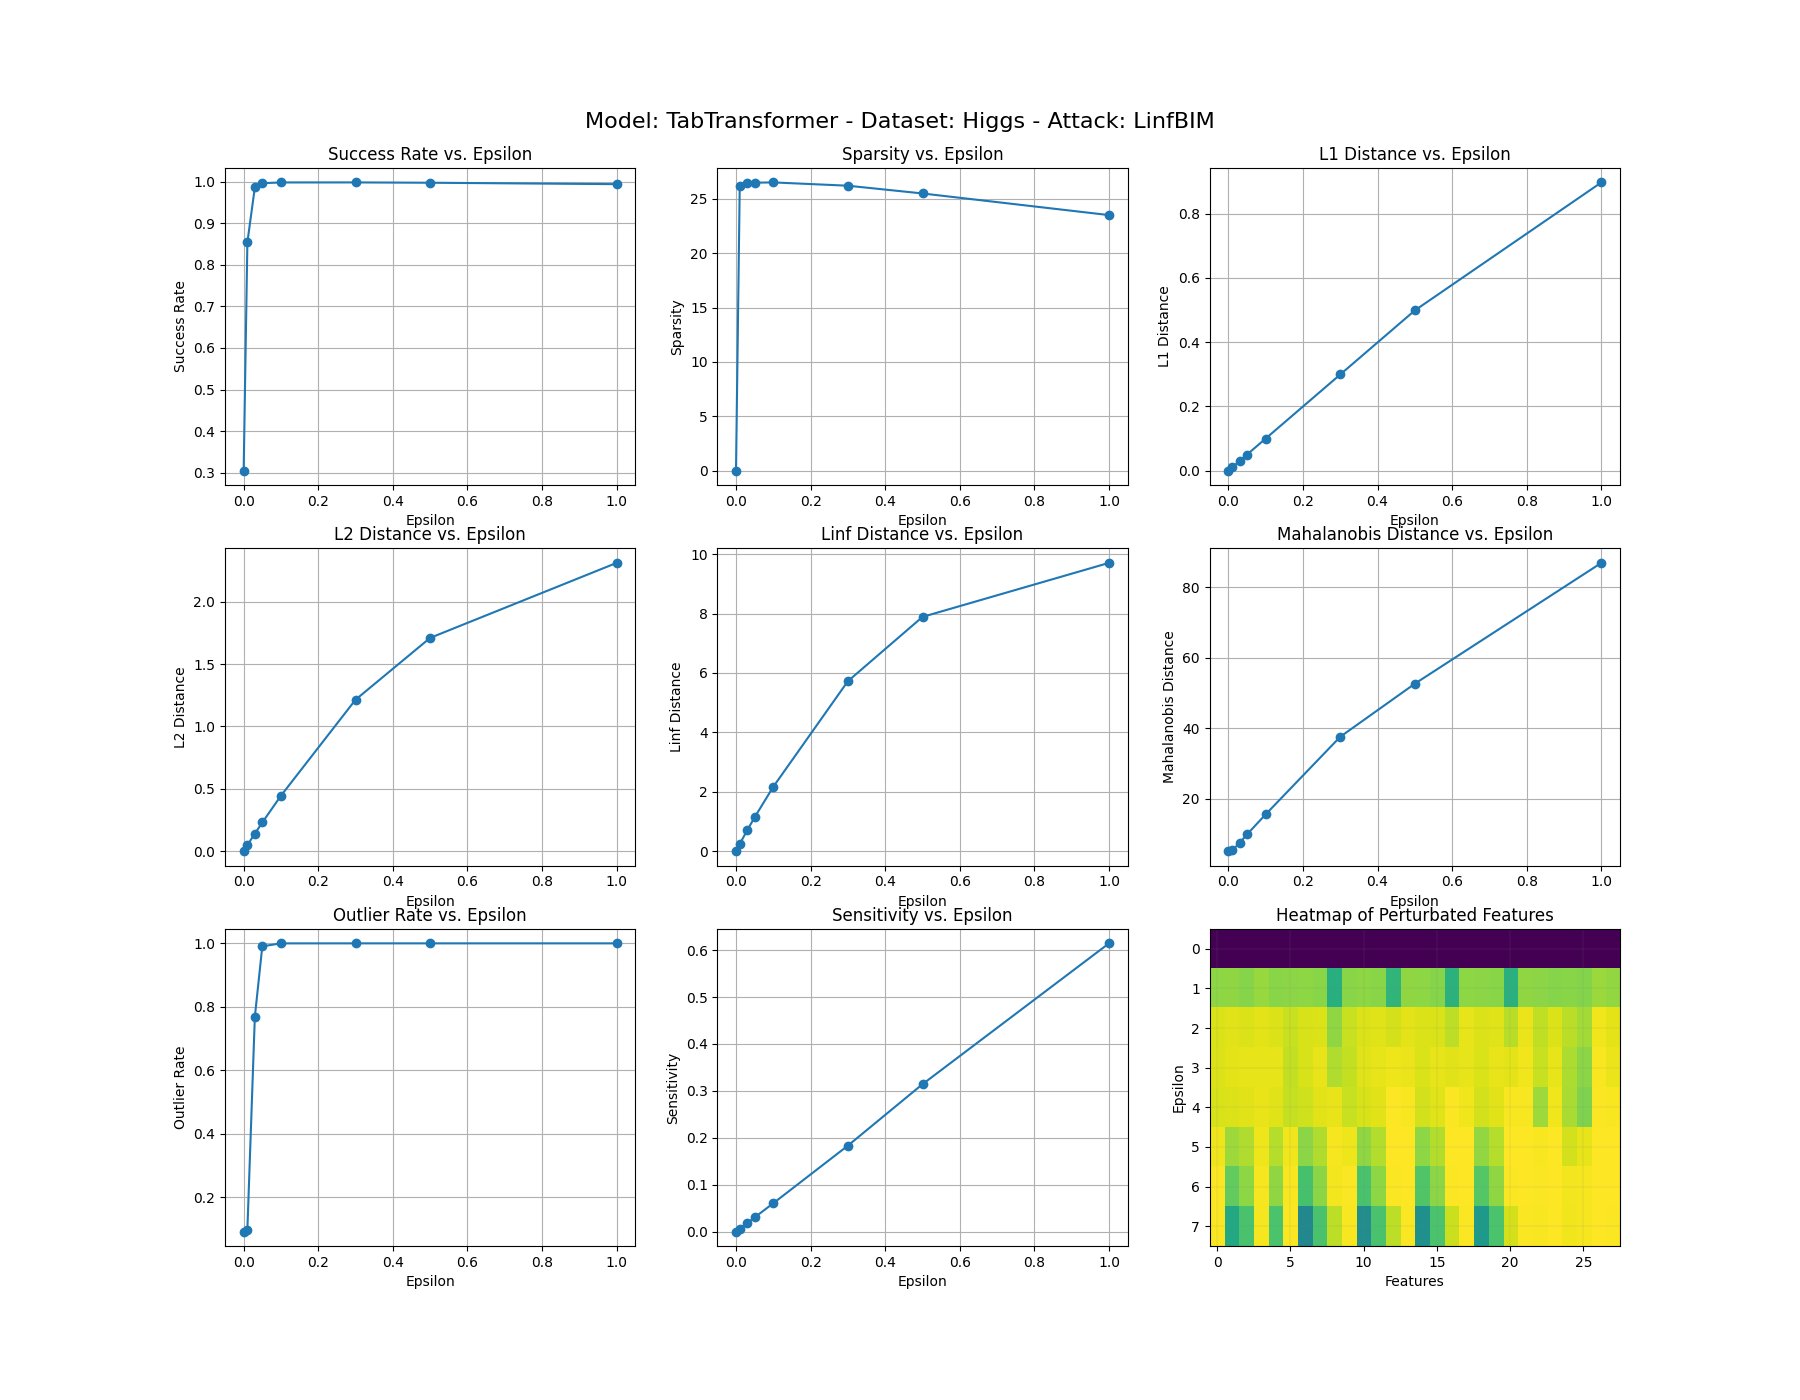 Model: TabTransformer - Dataset: Higgs - Attack: LinfBIM
Success Rate vs. Epsilon
Success Rate
1.0
0.9
0.8
0.7
0.6
0.5
0.4
0.3
0.0 0.2 0.4 0.6 0.8 1.0
Epsilon
Sparsity vs. Epsilon
Sparsity
25
20
15
10
5
0
0.0 0.2 0.4 0.6 0.8 1.0
Epsilon
L1 Distance vs. Epsilon
L1 Distance
0.8
0.6
0.4
0.2
0.0
0.0 0.2 0.4 0.6 0.8 1.0
Epsilon
L2 Distance vs. Epsilon
L2 Distance
2.0
1.5
1.0
0.5
0.0
0.0 0.2 0.4 0.6 0.8 1.0
Epsilon
Linf Distance vs. Epsilon
Linf Distance
10
8
6
4
2
0
0.0 0.2 0.4 0.6 0.8 1.0
Epsilon
Mahalanobis Distance vs. Epsilon
Mahalanobis Distance
80
60
40
20
0.0 0.2 0.4 0.6 0.8 1.0
Epsilon
Outlier Rate vs. Epsilon
Outlier Rate
1.0
0.8
0.6
0.4
0.2
0.0 0.2 0.4 0.6 0.8 1.0
Epsilon
Sensitivity vs. Epsilon
Sensitivity
0.6
0.5
0.4
0.3
0.2
0.1
0.0
0.0 0.2 0.4 0.6 0.8 1.0
Epsilon
Heatmap of Perturbated Features
Epsilon
0
1
2
3
4
5
6
7
0 5 10 15 20 25
Features